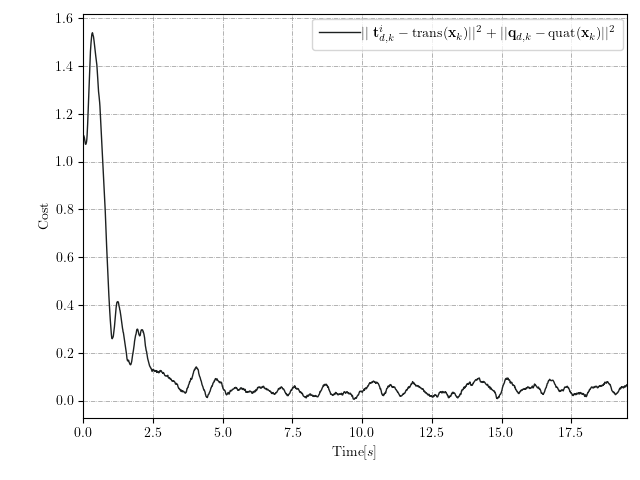 || t^i_{d,k} − trans(x_k)||^2 + ||q_{d,k} − quat(x_k)||^2
1.6
1.4
1.2
1.0
0.8
0.6
0.4
0.2
0.0
Cost
0.0 2.5 5.0 7.5 10.0 12.5 15.0 17.5
Time[s]